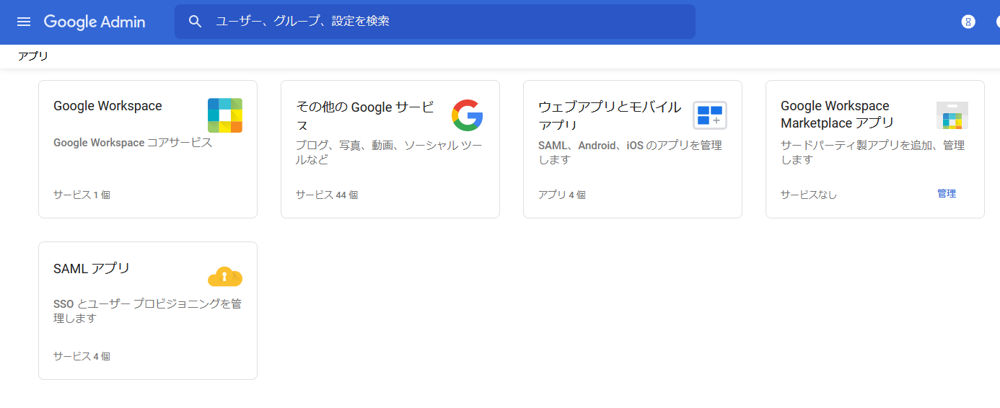 Google Admin
ユーザー、グループ、設定を検索
アプリ
Google Workspace
Google Workspace コアサービス
サービス 1 個
その他の Google サービ
ス
ブログ、写真、動画、ソーシャル ツー
ルなど
サービス 44 個
ウェブアプリとモバイル
アプリ
SAML、Android、iOS のアプリを管理
します
アプリ 4 個
Google Workspace
Marketplace アプリ
サードパーティ製アプリを追加、管理
します
サービスなし
管理
SAML アプリ
SSO とユーザー プロビジョニングを管
理します
サービス 4 個